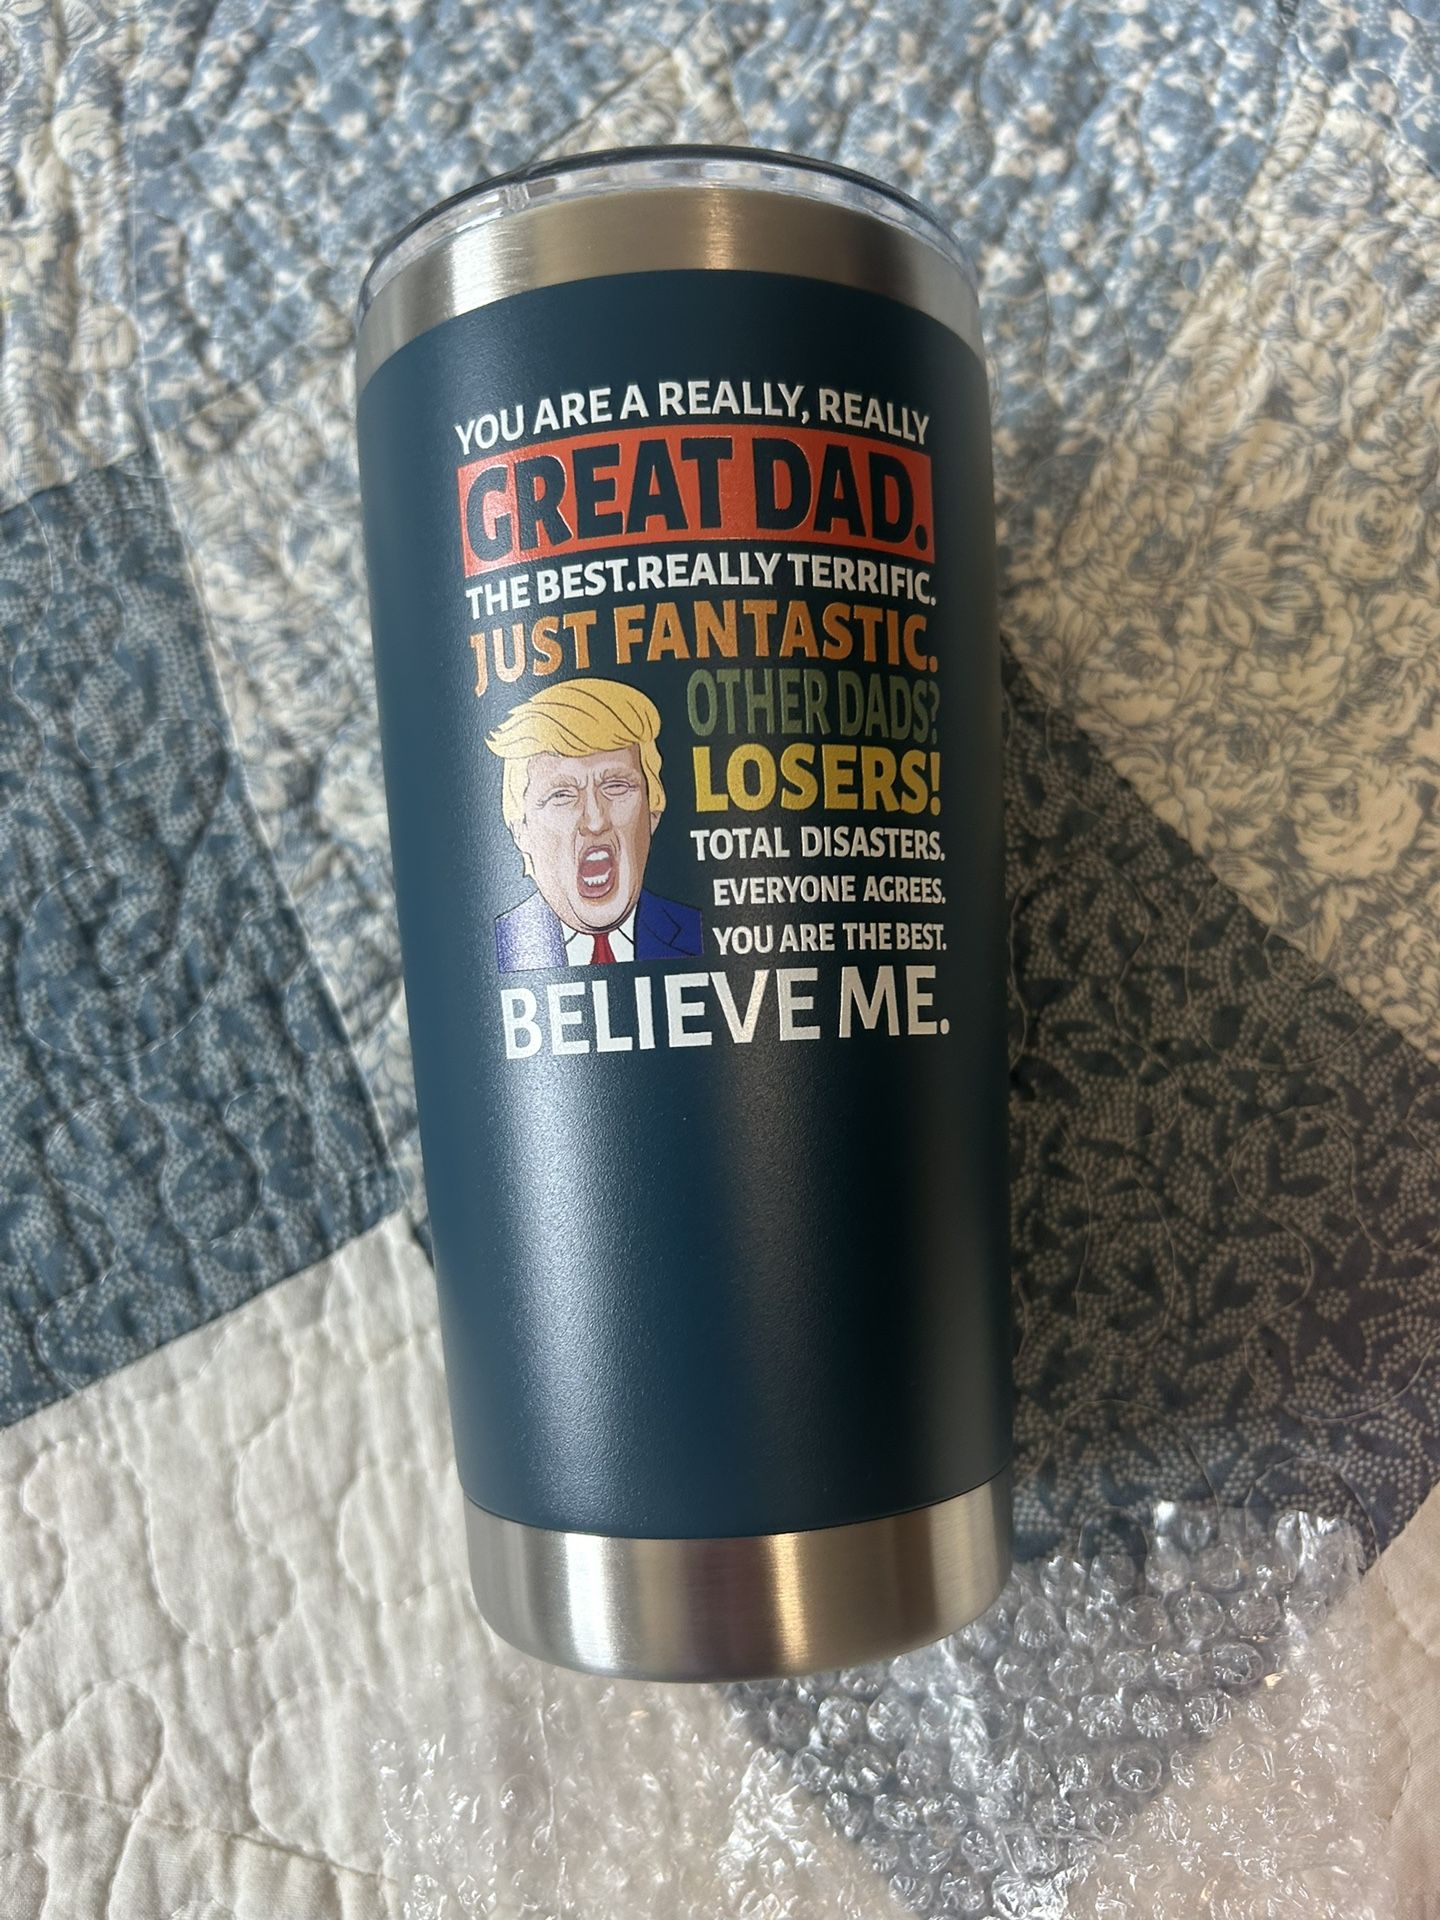 YOU ARE A REALLY, REALLY
GREAT DAD.
THE BEST.REALLY TERRIFIC.
JUST FANTASTIC.
OTHER DADS?
LOSERS!
TOTAL DISASTERS.
EVERYONE AGREES.
YOU ARE THE BEST.
BELIEVE ME.